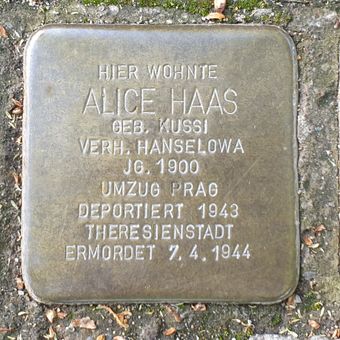 HIER WOHNTE
ALICE HAAS
GEB. KUSSI
VERH. HANSELOWA
JG. 1900
UMZUG PRAG
DEPORTIERT 1943
THERESIENSTADT
ERMORDET 7.4.1944